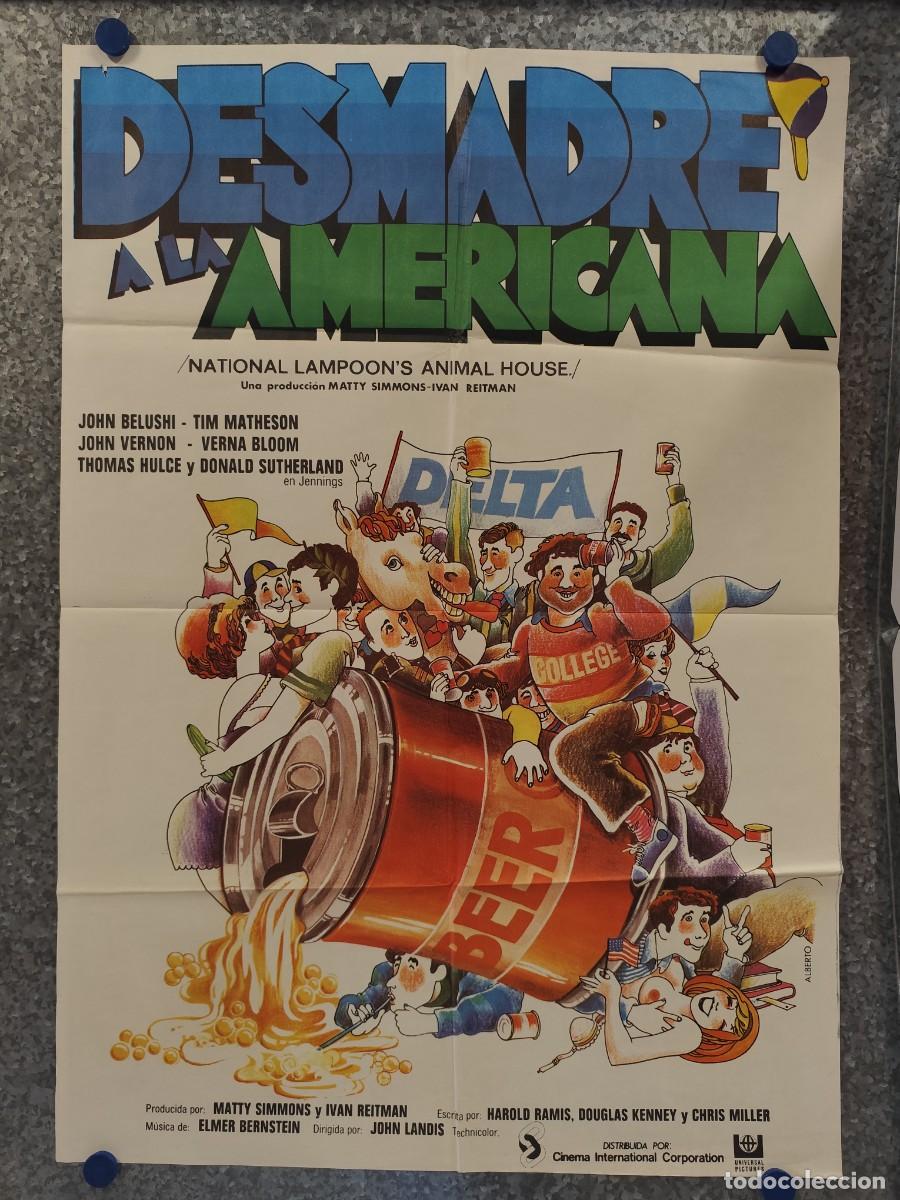 DESMADRE
A LA AMERICANA
/NATIONAL LAMPOON'S ANIMAL HOUSE./
Una producción MATTY SIMMONS-IVAN REITMAN
JOHN BELUSHI - TIM MATHESON
JOHN VERNON - VERNA BLOOM
THOMAS HULCE y DONALD SUTHERLAND
en Jennings
DELTA
COLLEGE
BEER
ALBERTO
Producida por: MATTY SIMMONS y IVAN REITMAN Escrita por: HAROLD RAMIS, DOUGLAS KENNEY y CHRIS MILLER
Música de: ELMER BERNSTEIN Dirigida por: JOHN LANDIS Technicolor.
DISTRIBUIDA POR:
Cinema International Corporation
UNIVERSAL
PICTURES
todocoleccion